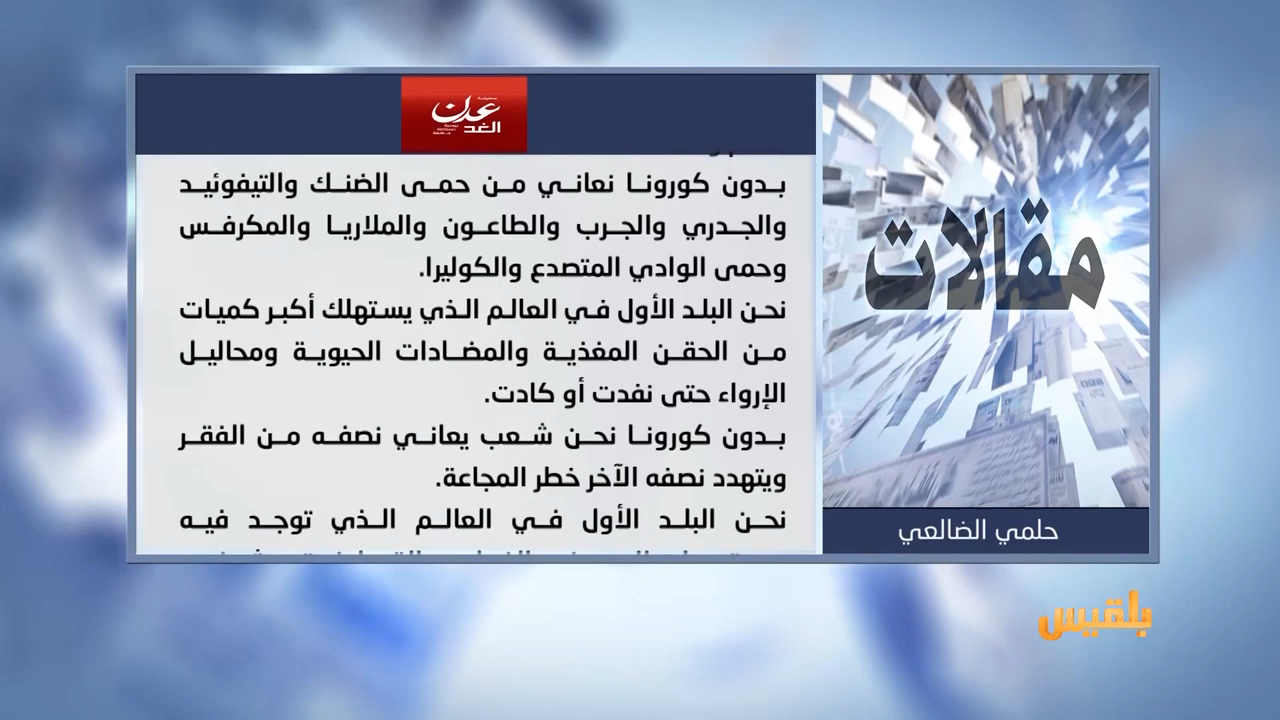 عدن
الغد
بدون كورونا نعاني من حمى الضنك والتيفوئيد
والجدري والجرب والطاعون والملاريا والمكرفس
وحمى الوادي المتصدع والكوليرا.
نحن البلد الأول في العالم الذي يستهلك أكبر كميات
من الحقن المغذية والمضادات الحيوية ومحاليل
الإرواء حتى نفدت أو كادت.
بدون كورونا نحن شعب يعاني نصفه من الفقر
ويتهدد نصفه الآخر خطر المجاعة.
نحن البلد الأول في العالم الذي توجد فيه
مقالات
حلمي الضالعي
بلقيس